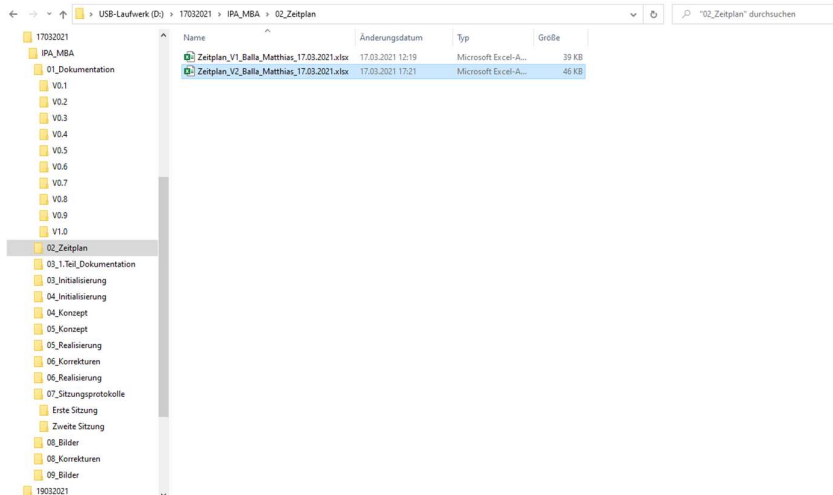 USB-Laufwerk (D:) > 17032021 > IPA_MBA > 02_Zeitplan
"02_Zeitplan" durchsuchen
17032021
IPA_MBA
01_Dokumentation
V0.1
V0.2
V0.3
V0.4
V0.5
V0.6
V0.7
V0.8
V0.9
V1.0
02_Zeitplan
03_1.Teil_Dokumentation
03_Initialisierung
04_Initialisierung
04_Konzept
05_Konzept
05_Realisierung
06_Korrekturen
06_Realisierung
07_Sitzungsprotokolle
Erste Sitzung
Zweite Sitzung
08_Bilder
08_Korrekturen
09_Bilder
19032021
Name Änderungsdatum Typ Größe
Zeitplan_V1_Balla_Matthias_17.03.2021.xlsx 17.03.2021 12:19 Microsoft Excel-A... 39 KB
Zeitplan_V2_Balla_Matthias_17.03.2021.xlsx 17.03.2021 17:21 Microsoft Excel-A... 46 KB